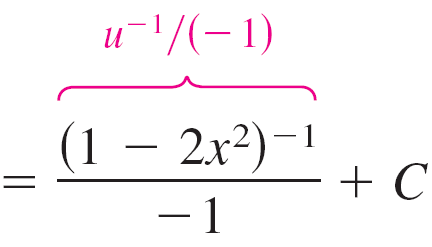 u⁻¹/(−1)
= (1 − 2x²)⁻¹ / −1 + C